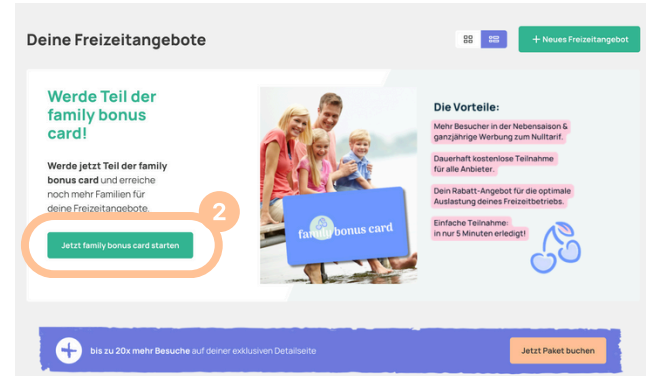 Deine Freizeitangebote
+ Neues Freizeitangebot
Werde Teil der
family bonus
card!
Werde jetzt Teil der family
bonus card und erreiche
noch mehr Familien für
deine Freizeitangebote.
2
Jetzt family bonus card starten
family bonus card
Die Vorteile:
Mehr Besucher in der Nebensaison &
ganzjährige Werbung zum Nulltarif.
Dauerhaft kostenlose Teilnahme
für alle Anbieter.
Dein Rabatt-Angebot für die optimale
Auslastung deines Freizeitbetriebs.
Einfache Teilnahme:
in nur 5 Minuten erledigt!
bis zu 20x mehr Besuche auf deiner exklusiven Detailseite
Jetzt Paket buchen